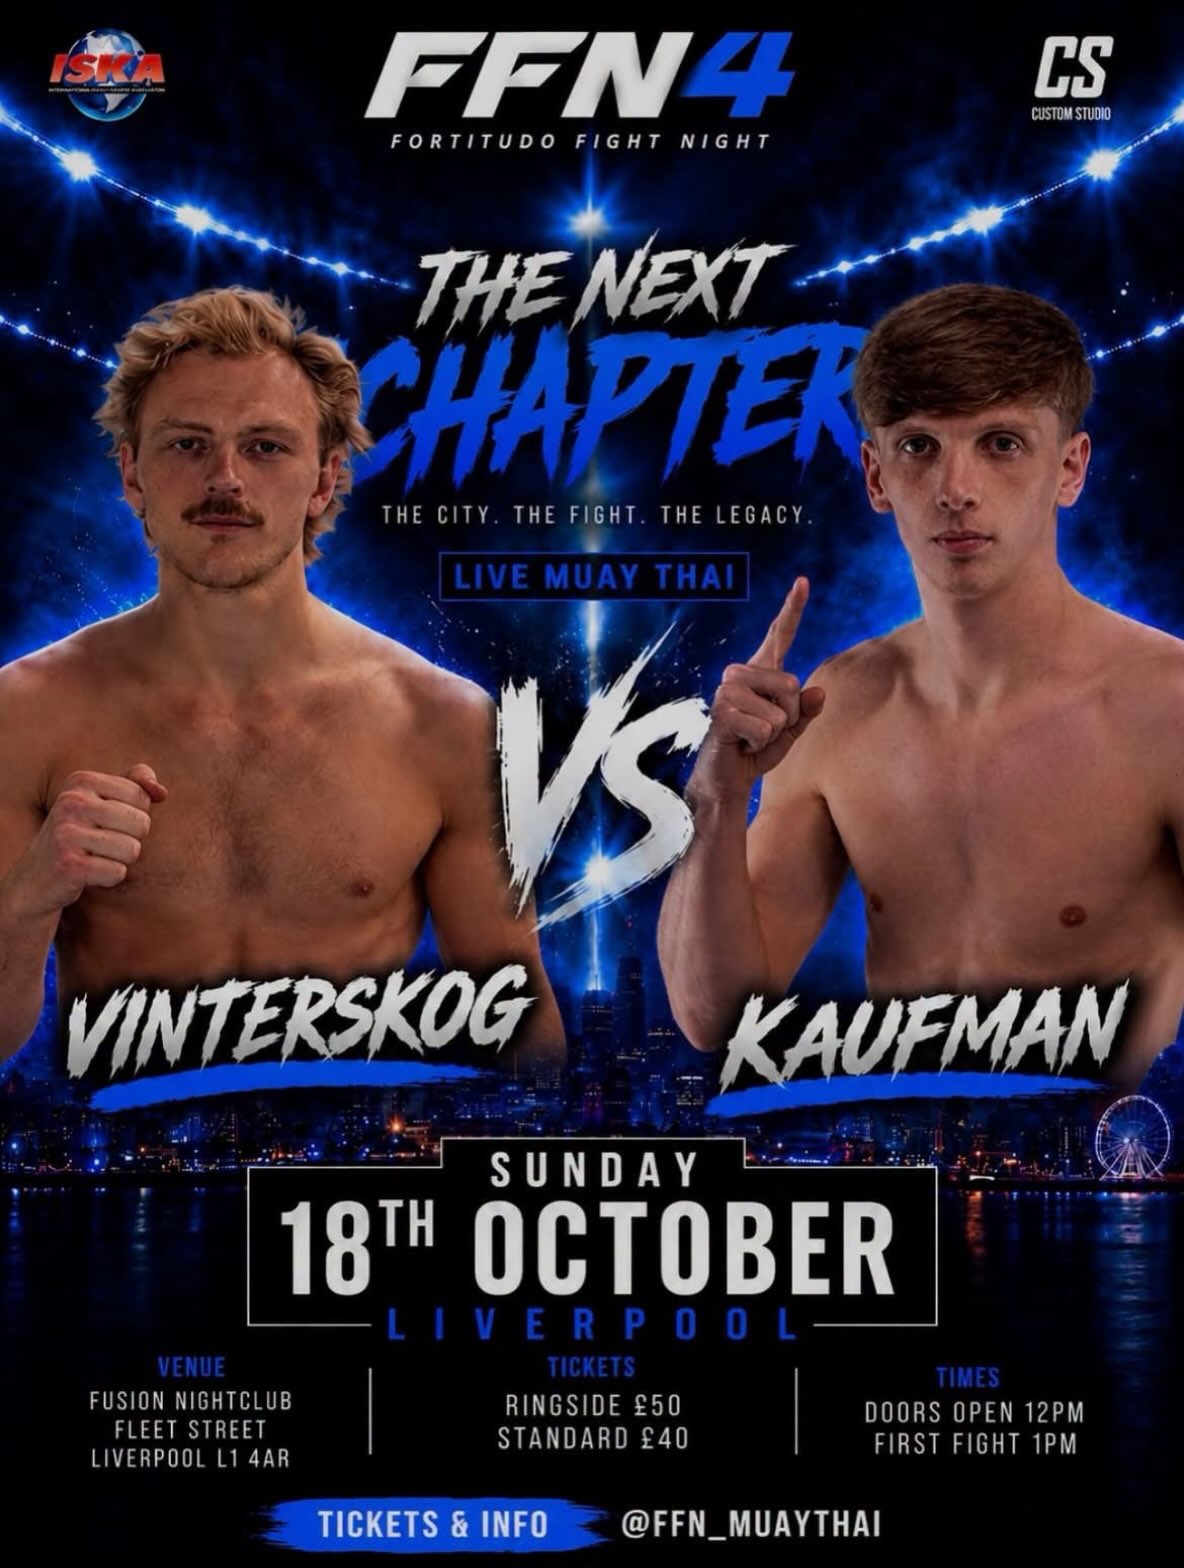 ISKA
FFN4
FORTITUDO FIGHT NIGHT
CS
CUSTOM STUDIO
THE NEXT
CHAPTER
THE CITY. THE FIGHT. THE LEGACY.
LIVE MUAY THAI
VS
VINTERSKOG
KAUFMAN
SUNDAY
18TH OCTOBER
LIVERPOOL
VENUE
FUSION NIGHTCLUB
FLEET STREET
LIVERPOOL L1 4AR
TICKETS
RINGSIDE £50
STANDARD £40
TIMES
DOORS OPEN 12PM
FIRST FIGHT 1PM
TICKETS & INFO
@FFN_MUAYTHAI